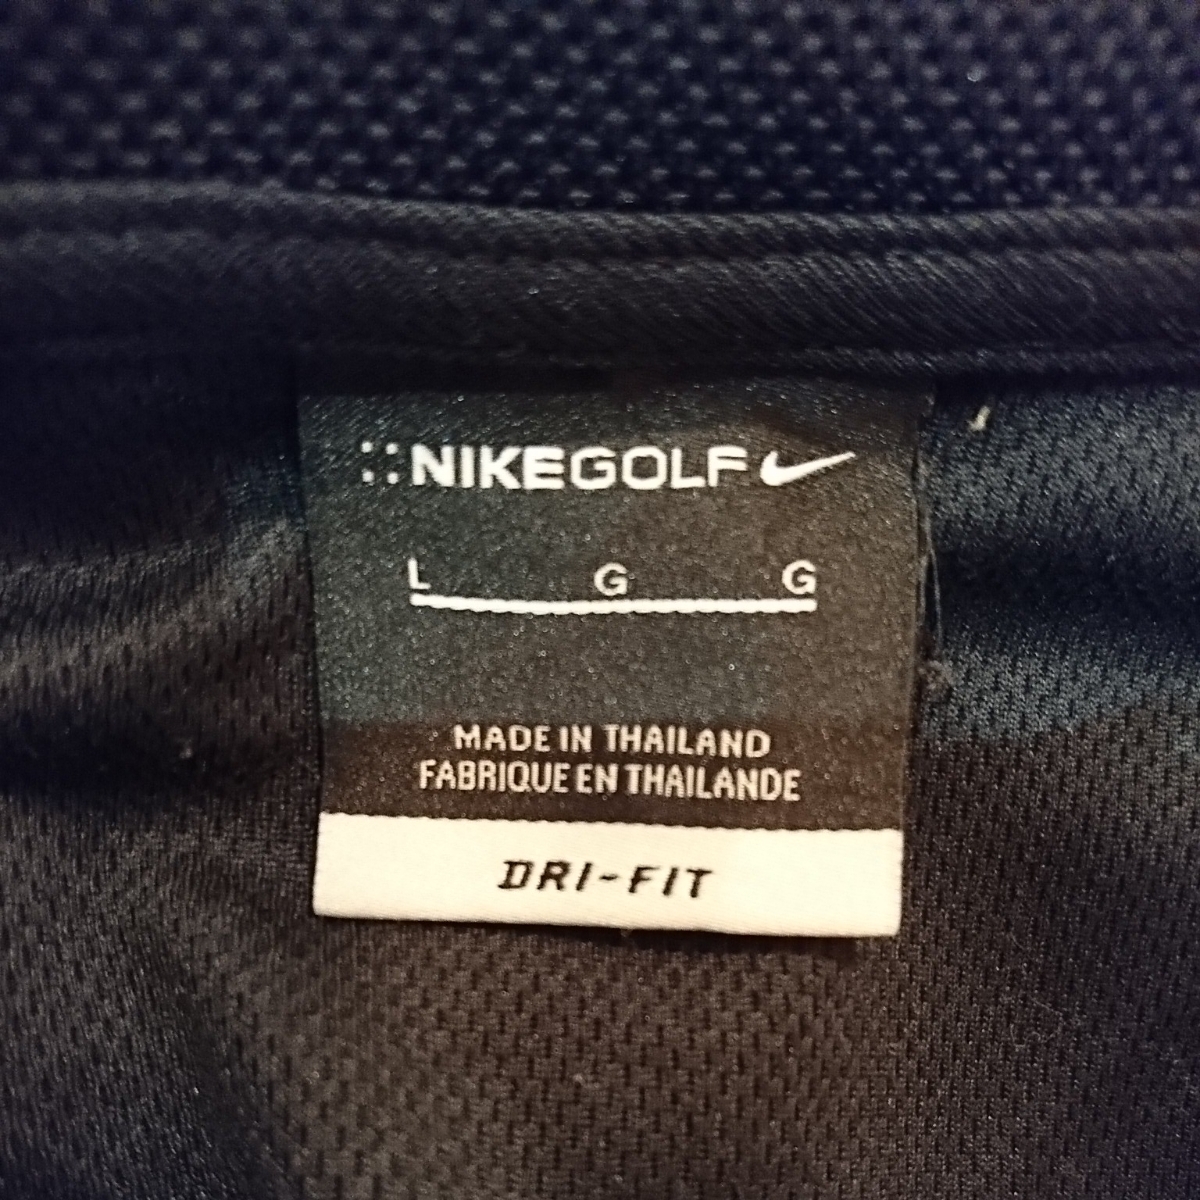 NIKEGOLF
L G G
MADE IN THAILAND
FABRIQUE EN THAILANDE
DRI-FIT